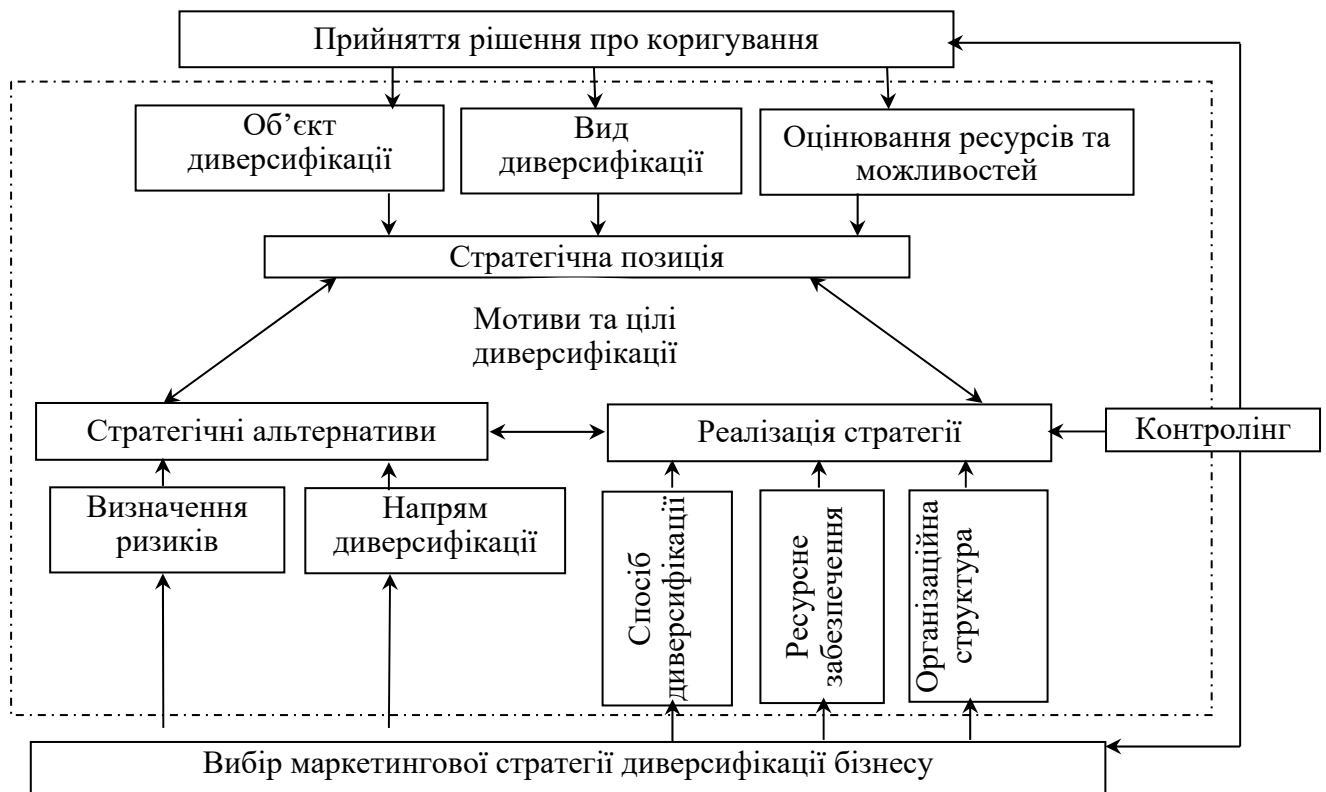 Прийняття рішення про коригування
Об’єкт
диверсифікації
Вид
диверсифікації
Оцінювання ресурсів та
можливостей
Стратегічна позиція
Мотиви та цілі
диверсифікації
Стратегічні альтернативи
Реалізація стратегії
Контролінг
Визначення
ризиків
Напрям
диверсифікації
Спосіб
диверсифікації
Ресурсне
забезпечення
Організаційна
структура
Вибір маркетингової стратегії диверсифікації бізнесу